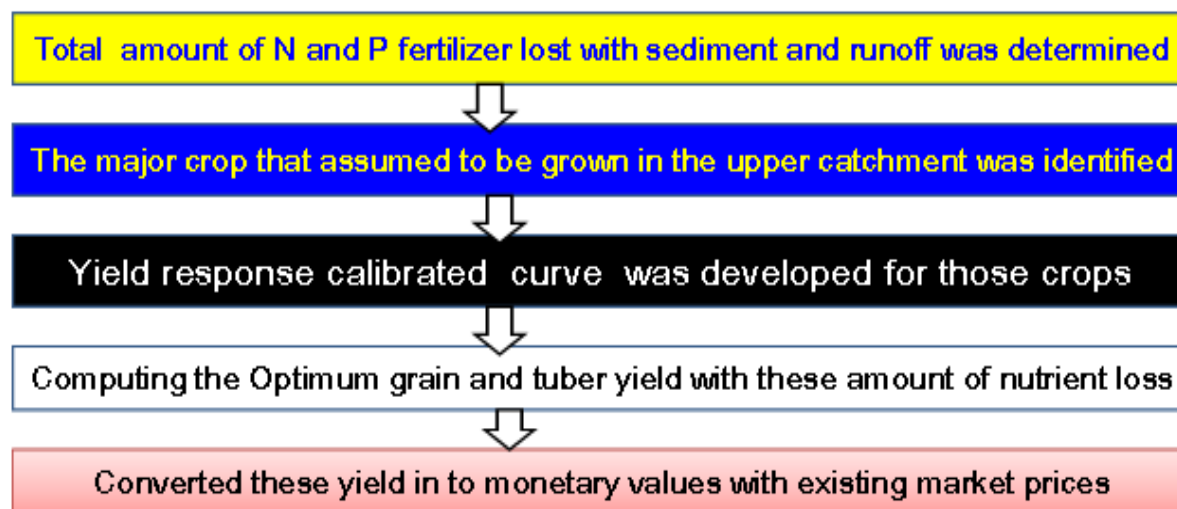 Total amount of N and P fertilizer lost with sediment and runoff was determined
The major crop that assumed to be grown in the upper catchment was identified
Yield response calibrated curve was developed for those crops
Computing the Optimum grain and tuber yield with these amount of nutrient loss
Converted these yield in to monetary values with existing market prices